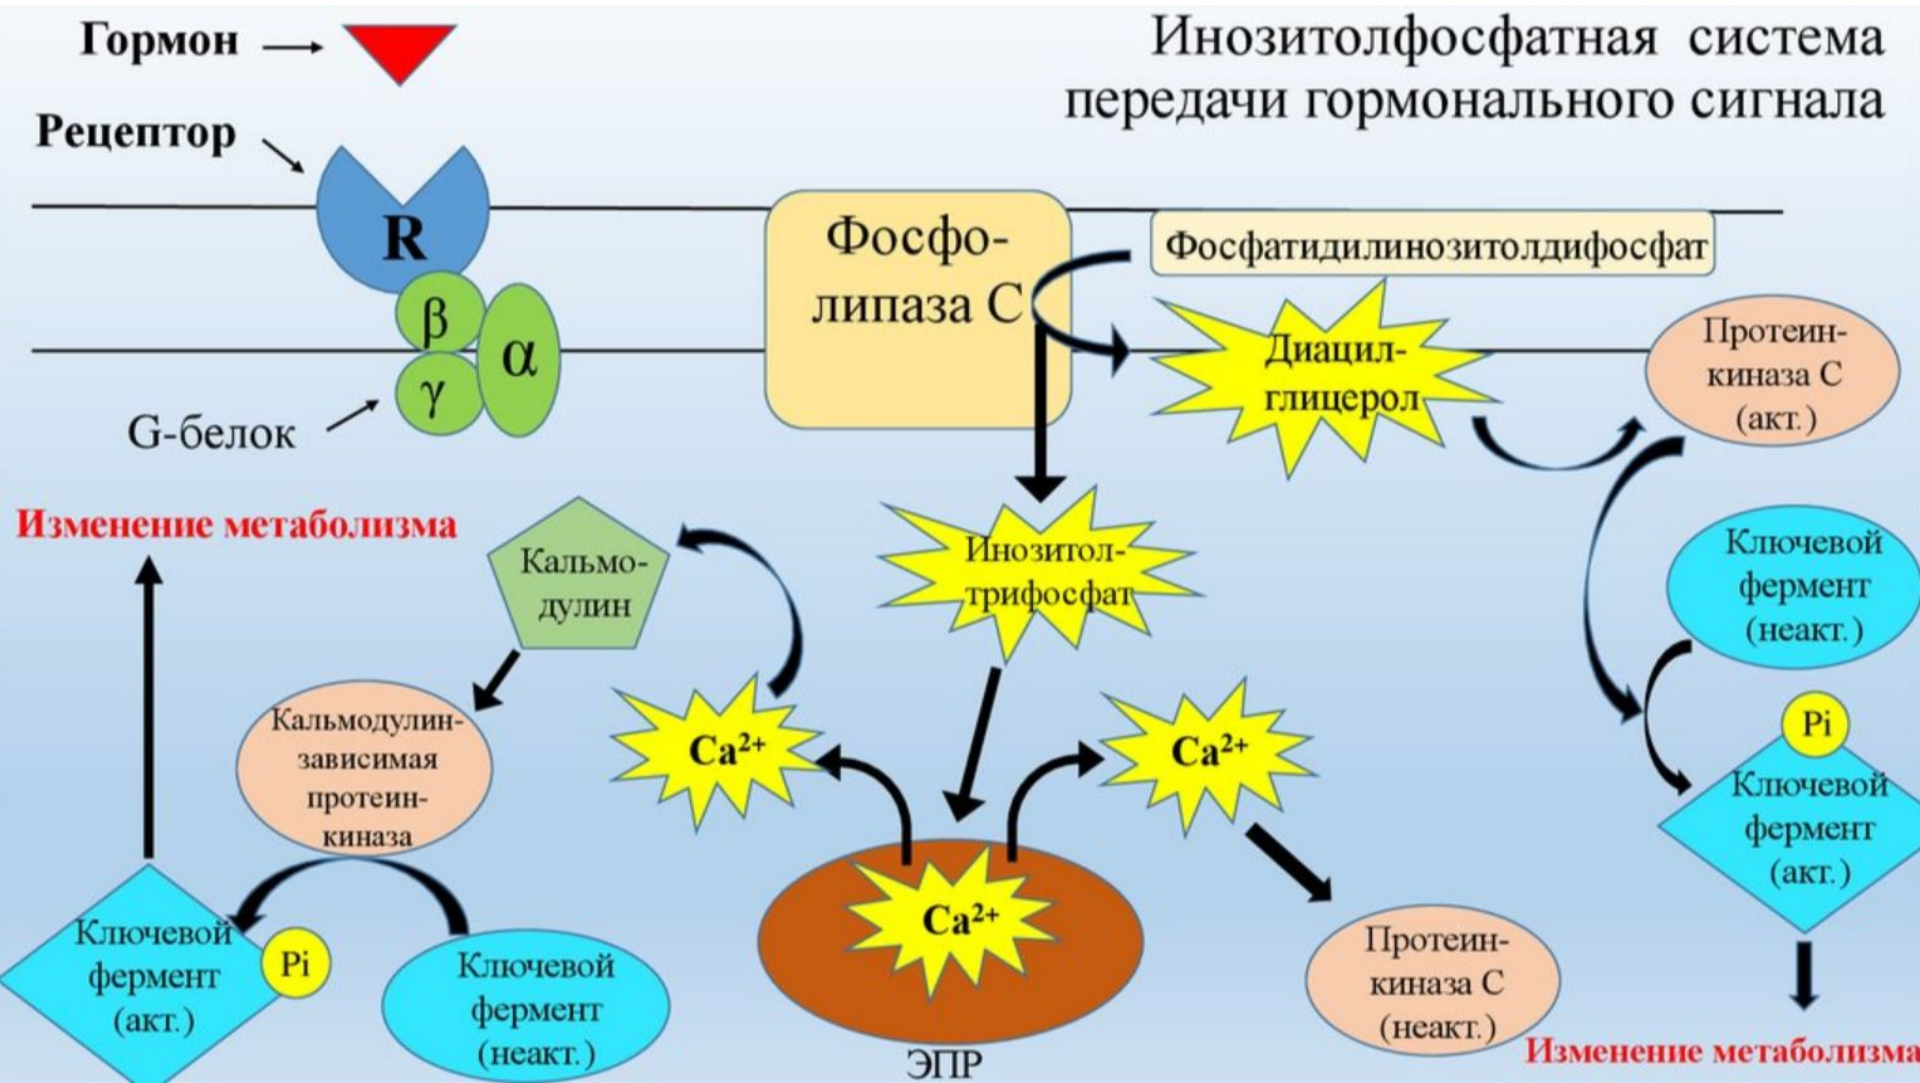 Гормон
Инозитолфосфатная система
передачи гормонального сигнала
Рецептор
R
β
γ
α
G-белок
Фосфо-
липаза С
Фосфатидилинозитолдифосфат
Диацил-
глицерол
Протеин-
киназа С
(акт.)
Изменение метаболизма
Кальмо-
дулин
Инозитол-
трифосфат
Ключевой
фермент
(неакт.)
Кальмодулин-
зависимая
протеин-
киназа
Ca²⁺
Ca²⁺
Pi
Ключевой
фермент
(акт.)
Ключевой
фермент
(акт.)
Pi
Ключевой
фермент
(неакт.)
Ca²⁺
ЭПР
Протеин-
киназа С
(неакт.)
Изменение метаболизма